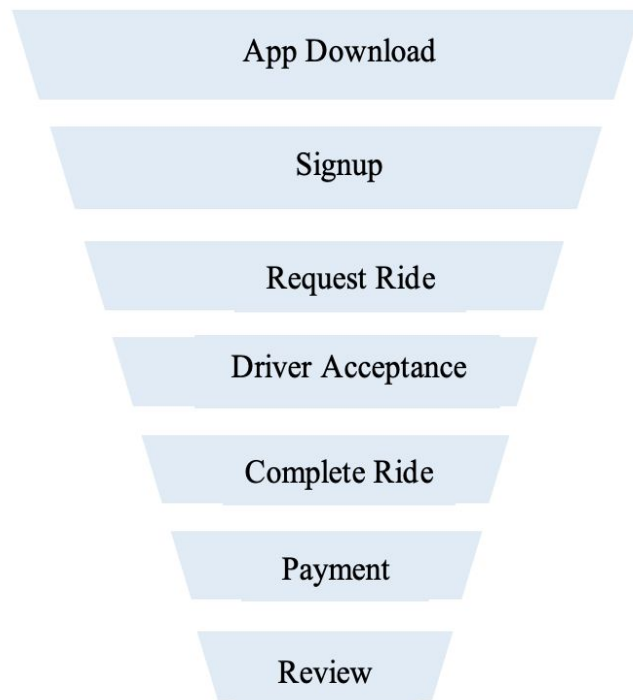 App Download
Signup
Request Ride
Driver Acceptance
Complete Ride
Payment
Review